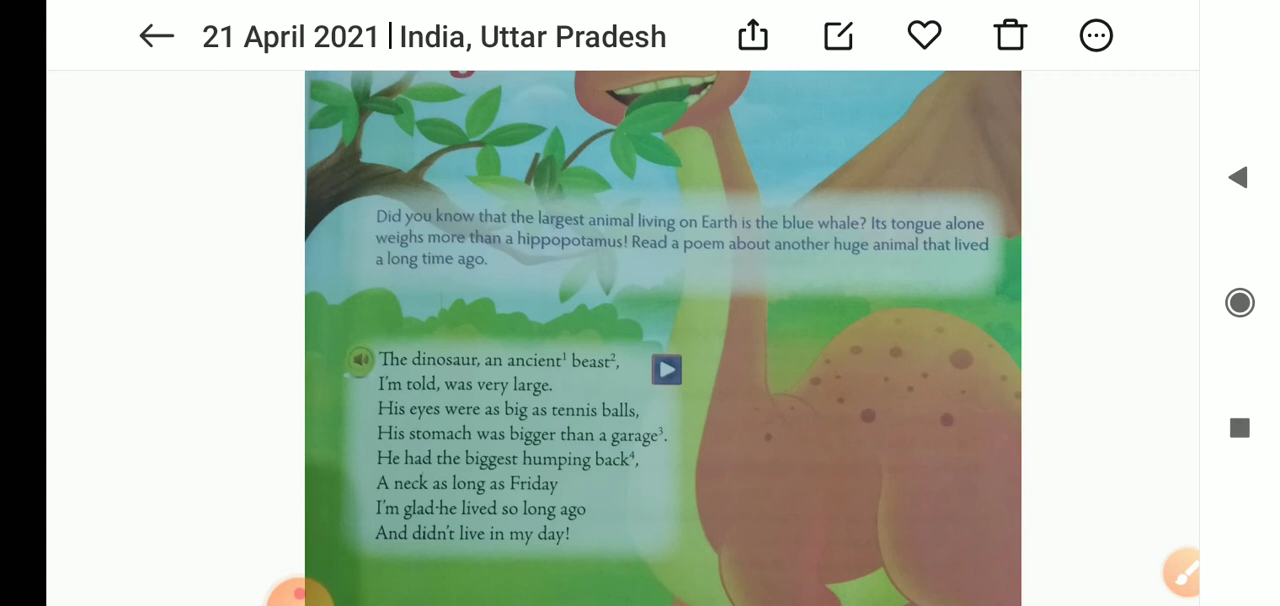 21 April 2021 | India, Uttar Pradesh
Did you know that the largest animal living on Earth is the blue whale? Its tongue alone
weighs more than a hippopotamus! Read a poem about another huge animal that lived
a long time ago.
The dinosaur, an ancient¹ beast²,
I'm told, was very large.
His eyes were as big as tennis balls,
His stomach was bigger than a garage³.
He had the biggest humping back⁴,
A neck as long as Friday
I'm glad he lived so long ago
And didn't live in my day!